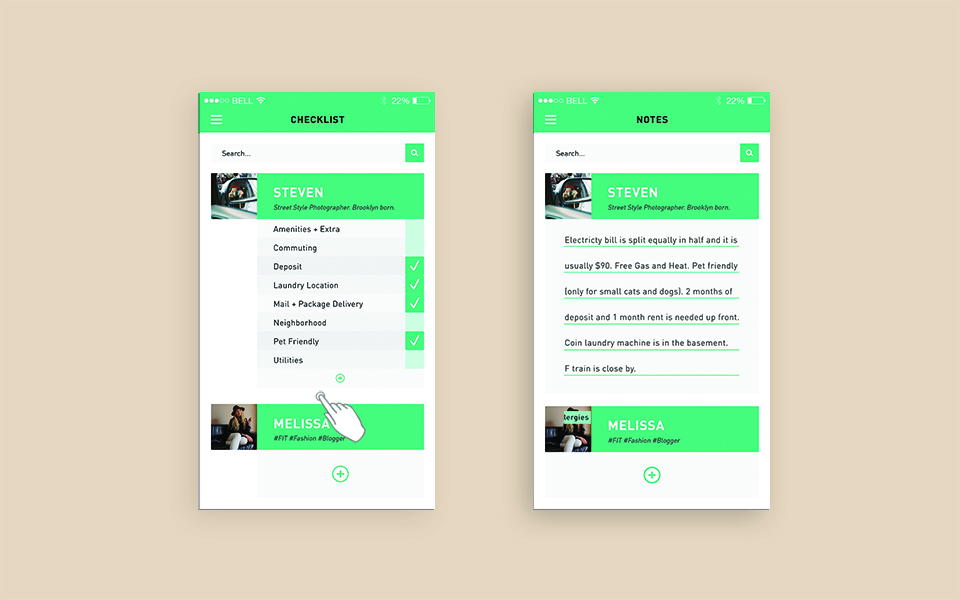 BELL 22%
CHECKLIST
Search...
STEVEN
Street Style Photographer. Brooklyn born.
Amenities + Extra
Commuting
Deposit
Laundry Location
Mail + Package Delivery
Neighborhood
Pet Friendly
Utilities
MELISSA
#FIT #Fashion #Blogger
BELL 22%
NOTES
Search...
STEVEN
Street Style Photographer. Brooklyn born.
Electricty bill is split equally in half and it is
usually $90. Free Gas and Heat. Pet friendly
(only for small cats and dogs). 2 months of
deposit and 1 month rent is needed up front.
Coin laundry machine is in the basement.
F train is close by.
lergies
MELISSA
#FIT #Fashion #Blogger